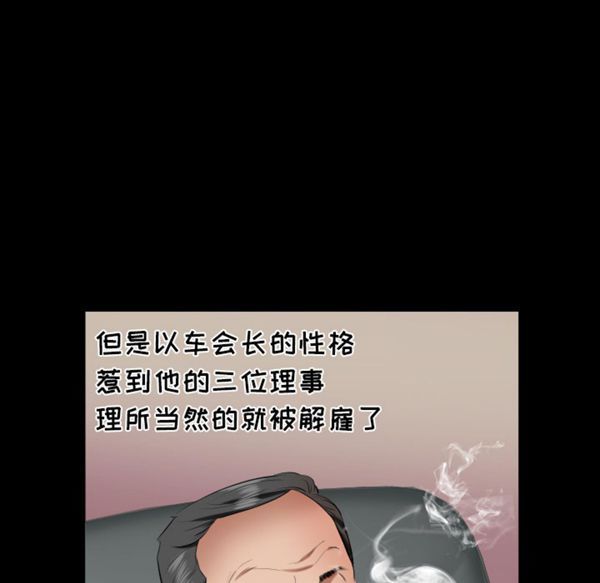 但是以车会长的性格
惹到他的三位理事
理所当然的就被解雇了